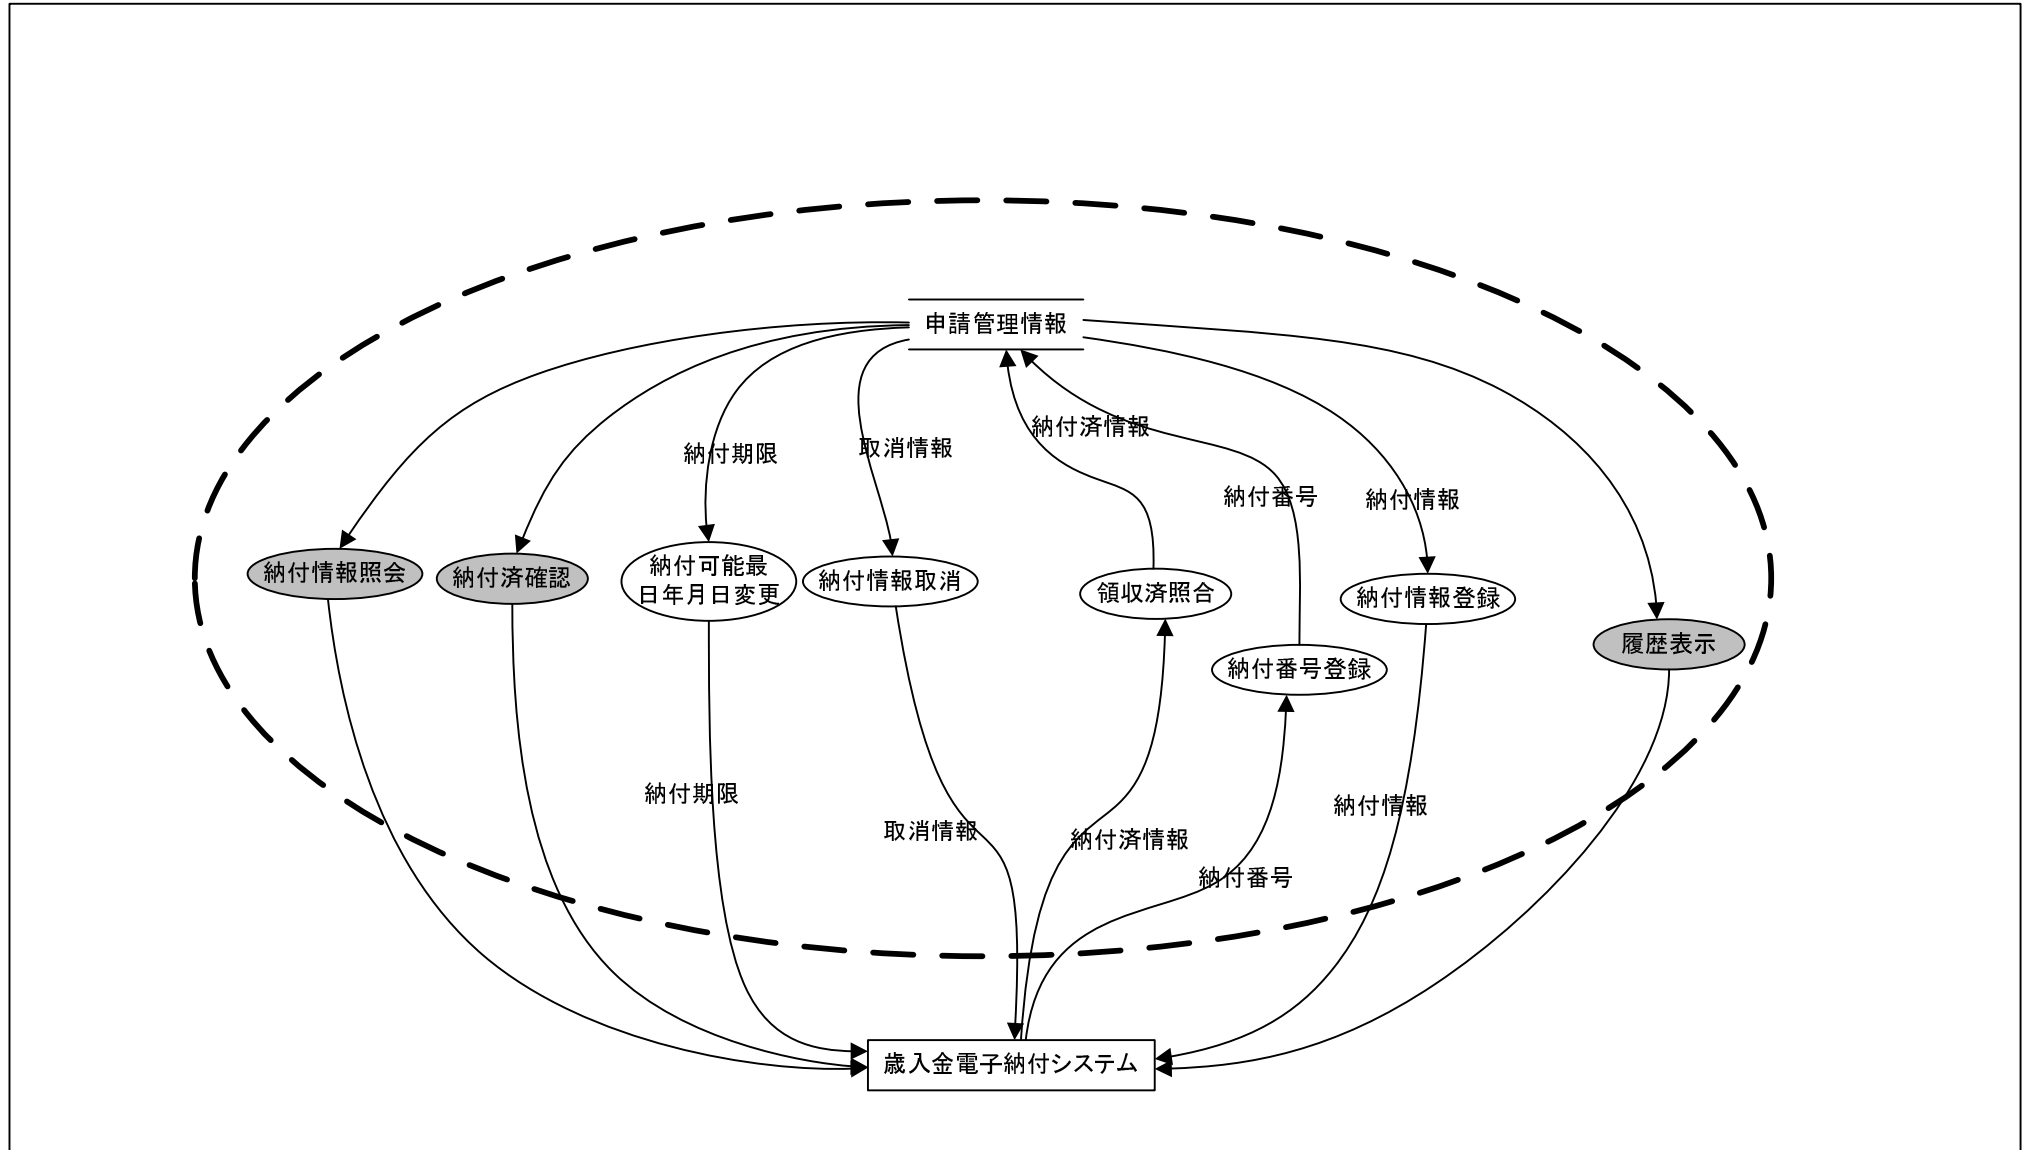 申請管理情報
納付済情報
取消情報
納付期限
納付番号
納付情報
納付情報照会
納付済確認
納付可能最
日年月日変更
納付情報取消
領収済照合
納付情報登録
履歴表示
納付番号登録
納付期限
納付情報
取消情報
納付済情報
納付番号
歳入金電子納付システム